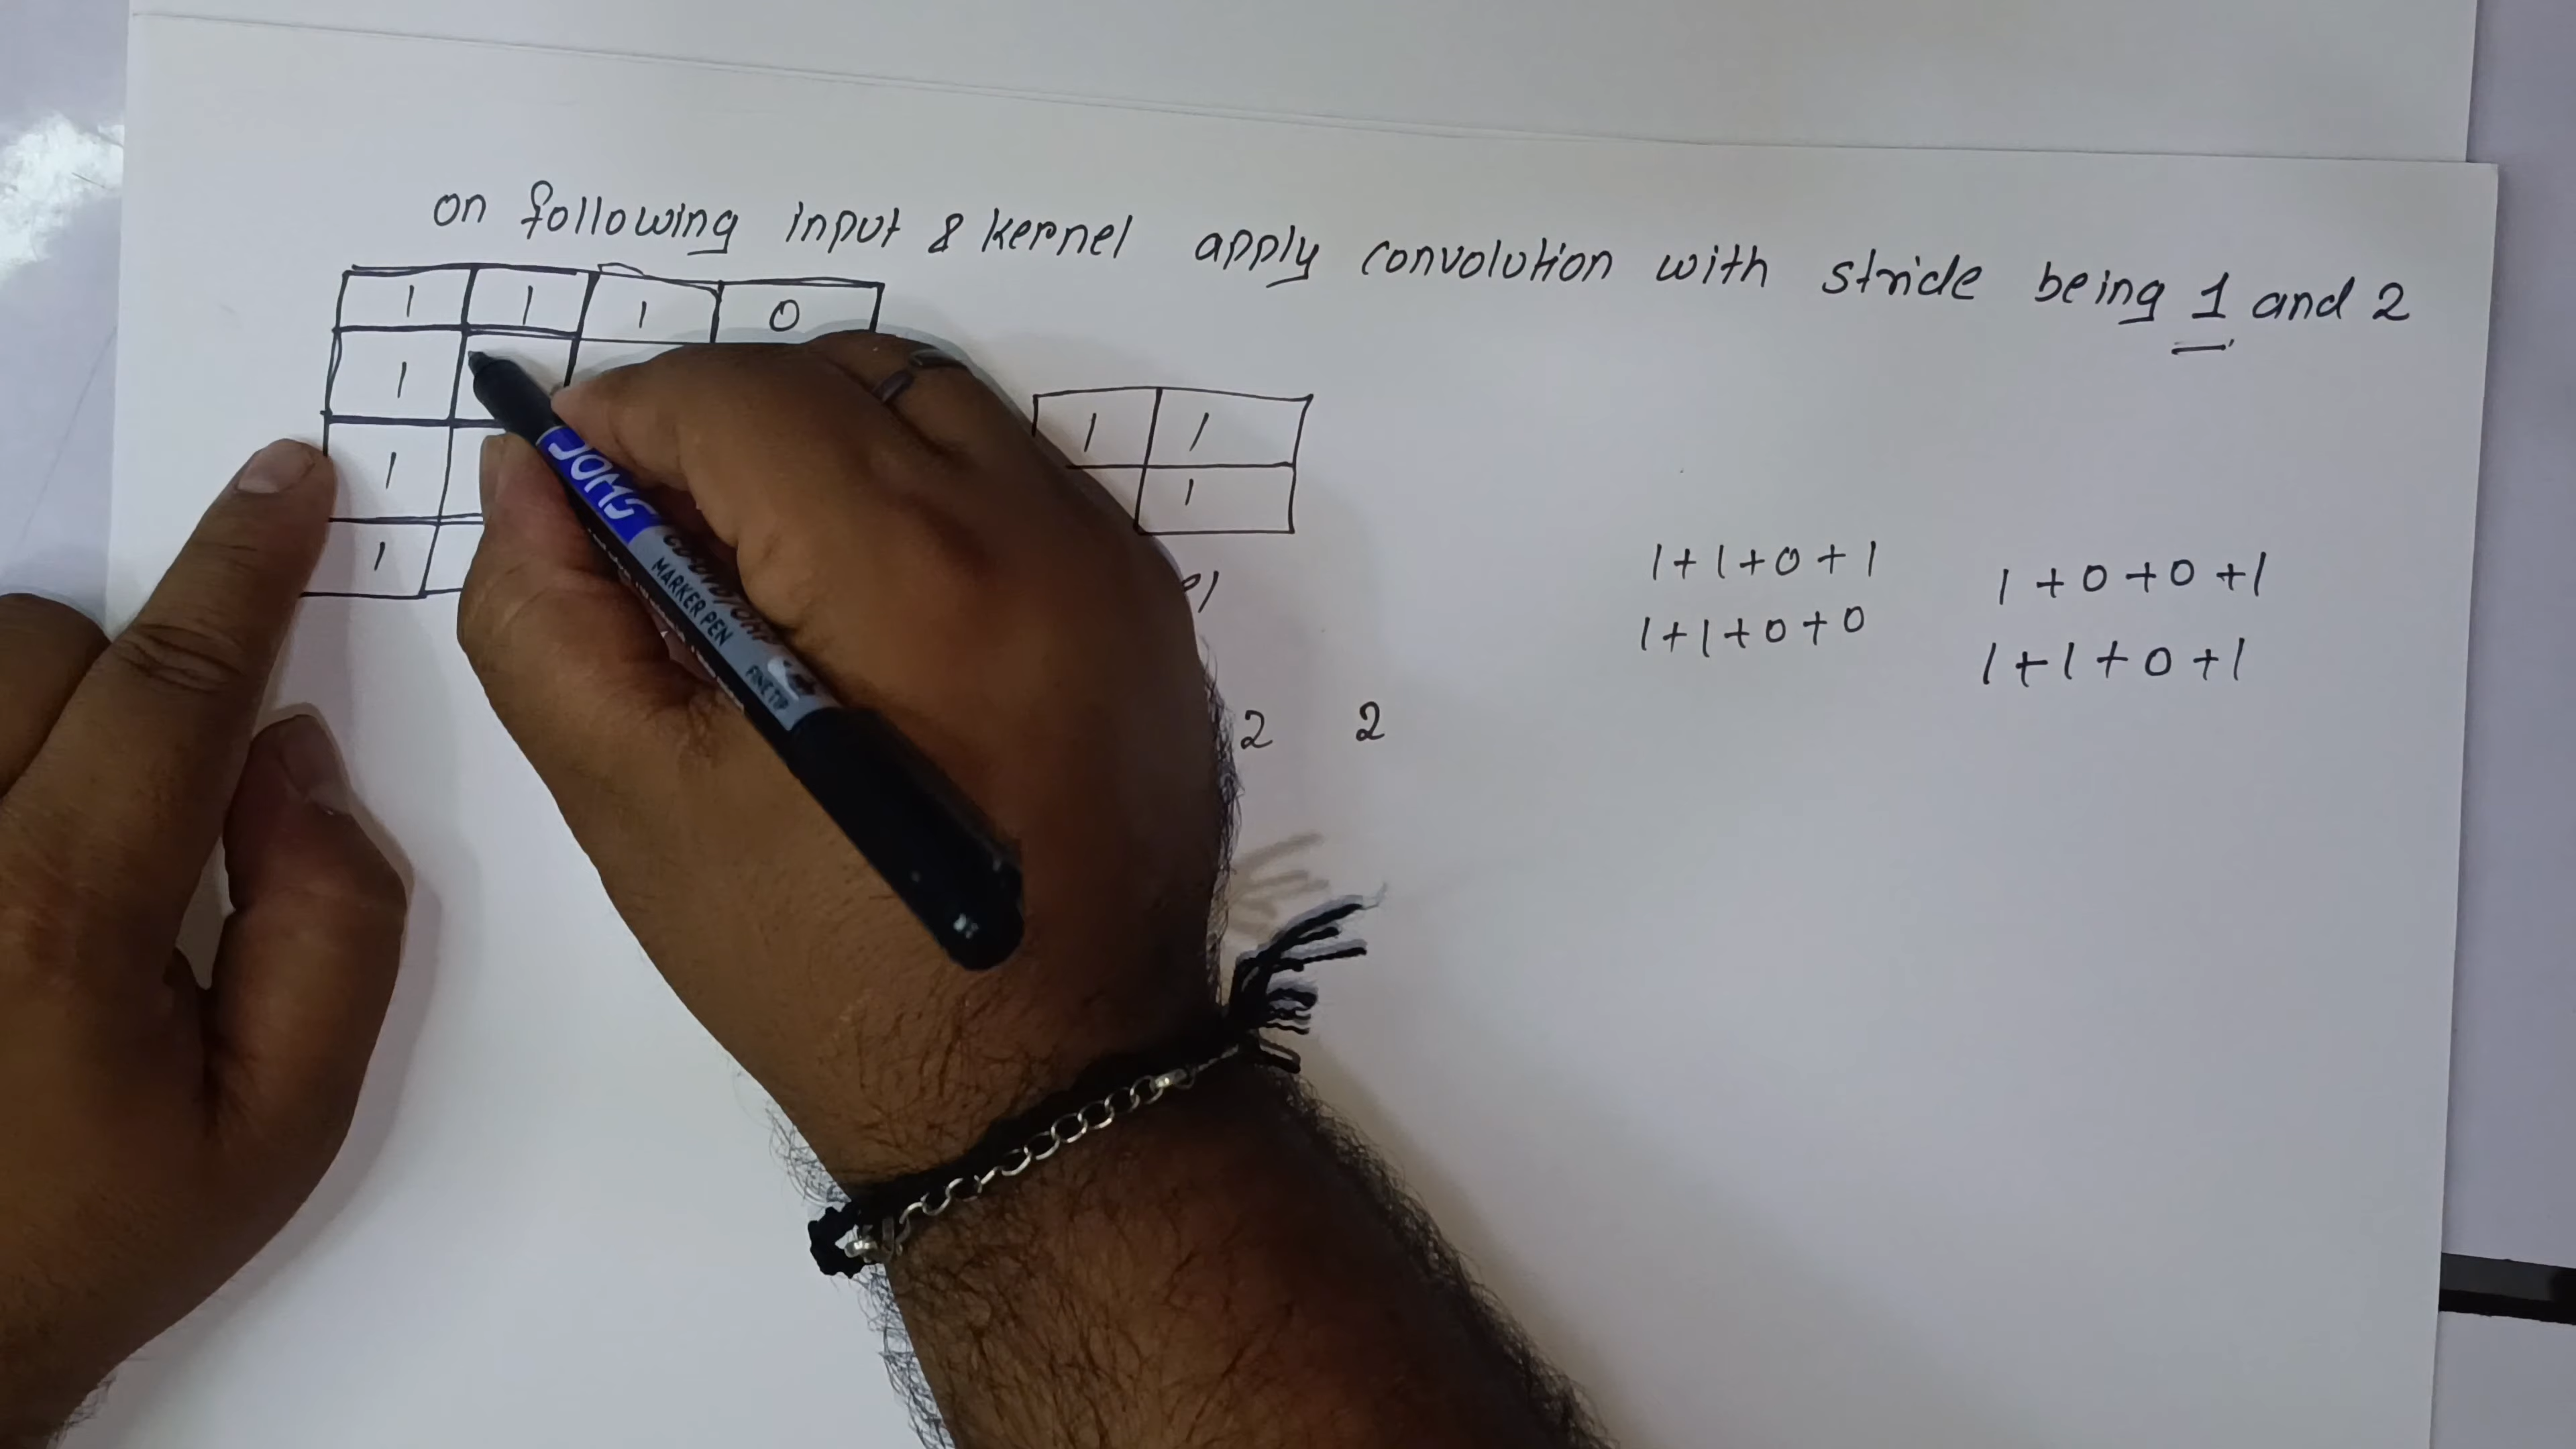 on following input & kernel apply convolution with stride being 1 and 2
1 1 1 0
1
1
1
1 1
1
1+1+0+1 1+0+0+1
1+1+0+0 1+1+0+1
2 2
MARKER PEN
FINE TIP